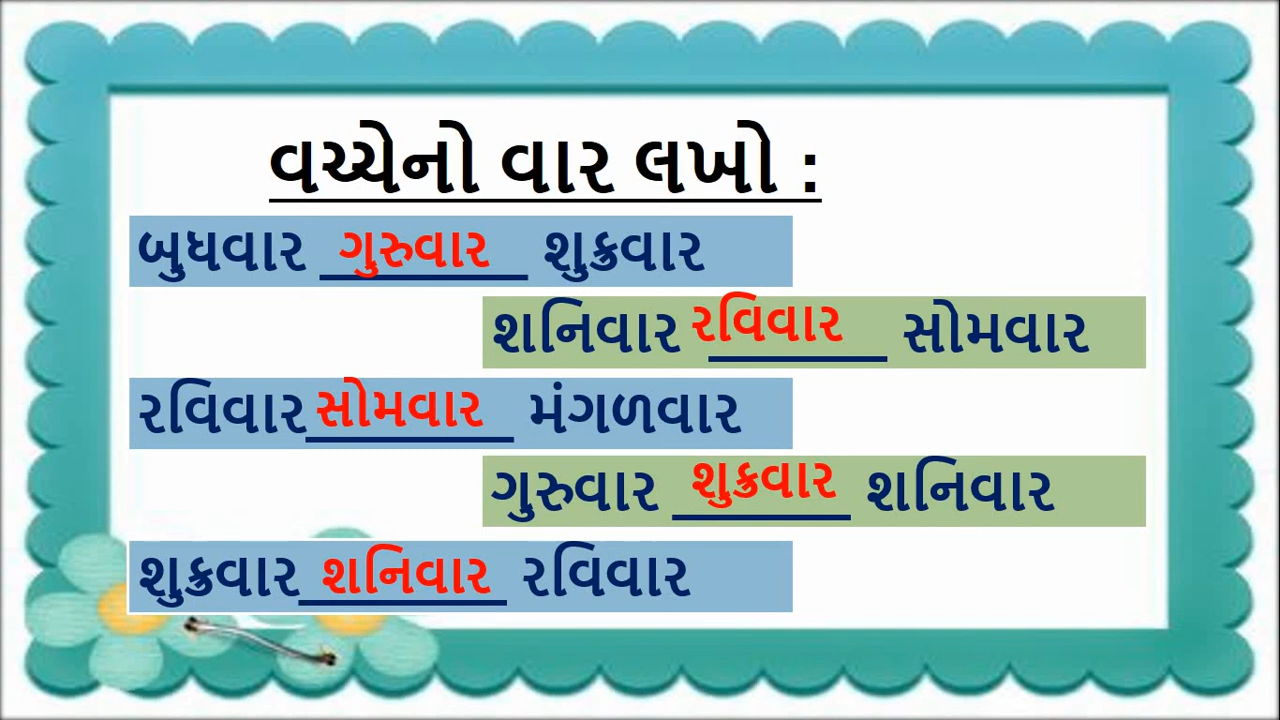 વચ્ચેનો વાર લખો :
બુધવાર ગુરુવાર શુક્રવાર
શનિવાર રવિવાર સોમવાર
રવિવાર સોમવાર મંગળવાર
ગુરુવાર શુક્રવાર શનિવાર
શુક્રવાર શનિવાર રવિવાર